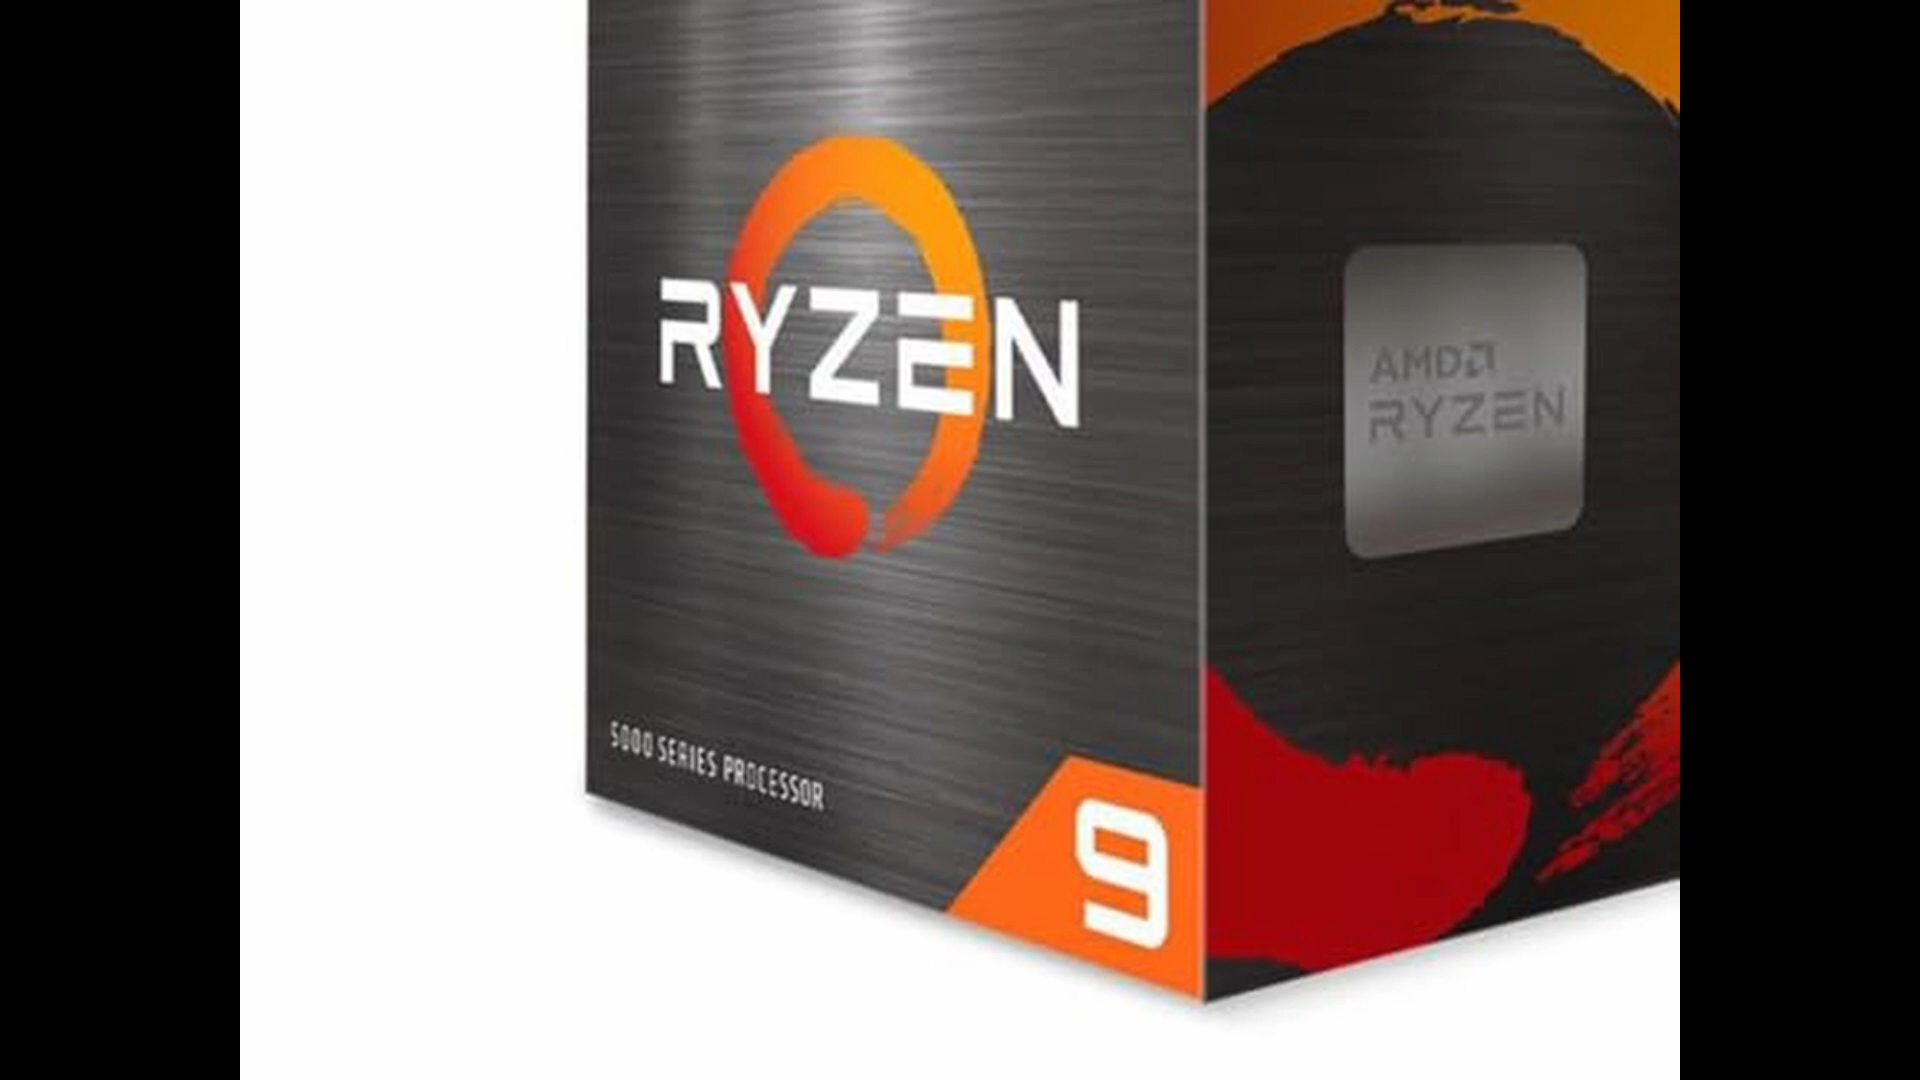 RYZEN
5000 SERIES PROCESSOR
9
AMD
RYZEN